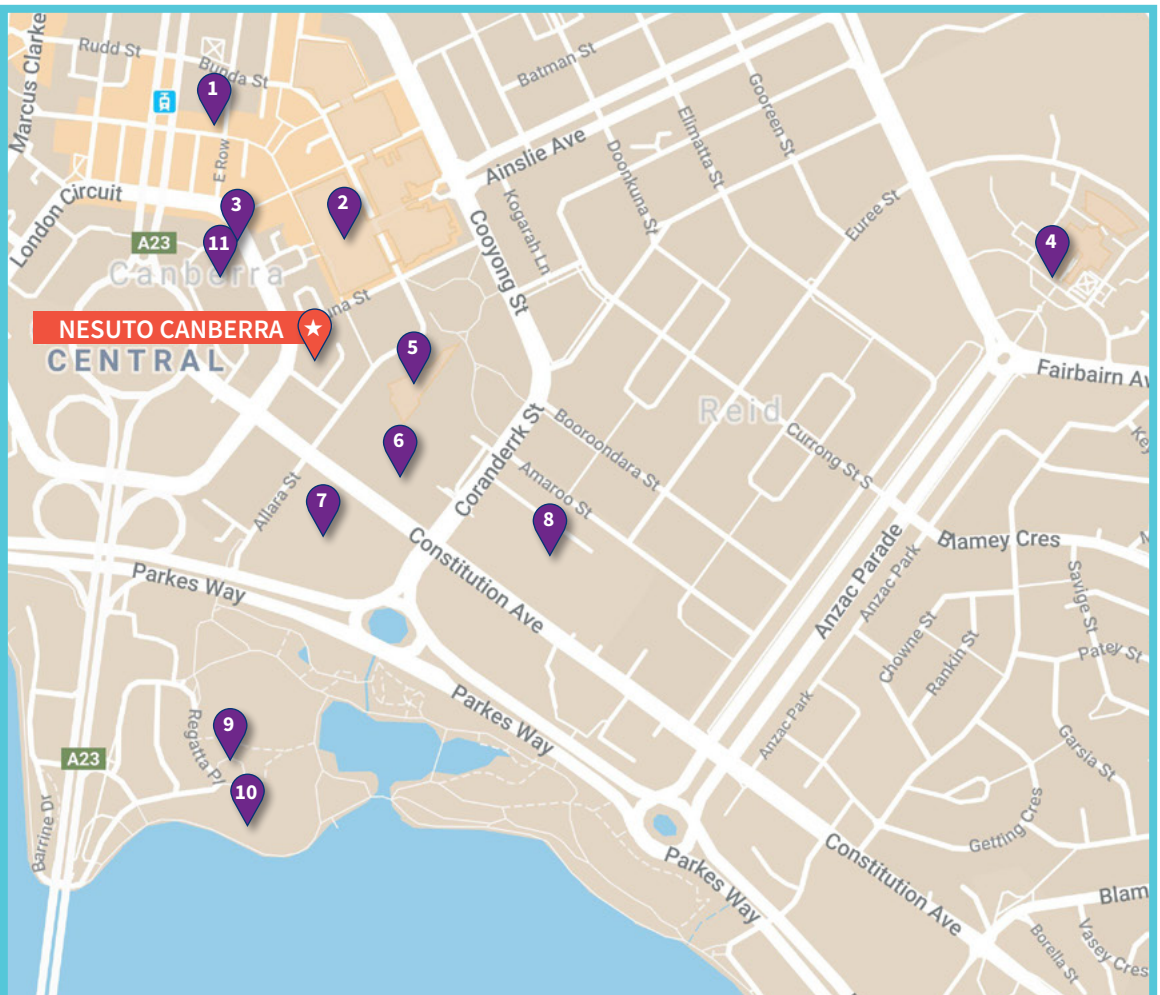 Rudd St
Bunda St
Marcus Clarke
1
E Row
Batman St
Gooreen St
Elimatta St
Ainslie Ave
Doonkuna St
London Circuit
3
2
Kogarah Ln
Euree St
4
A23
11
Canberra
Cooyong St
una St
NESUTO CANBERRA
CENTRAL
5
Fairbairn Av
Reid
6
Booroondara St
Currong St S
Key
Coranderrk St
Amaroo St
Allara St
7
8
Constitution Ave
Anzac Parade
Anzac Park
Blamey Cres
Parkes Way
Savige St
Chowne St
Rankin St
Patey St
Parkes Way
Anzac Park
9
Regatta Pl
Garsia St
A23
10
Barrine Dr
Getting Cres
Parkes Way
Constitution Ave
Blam
Borella St
Vasey Cres